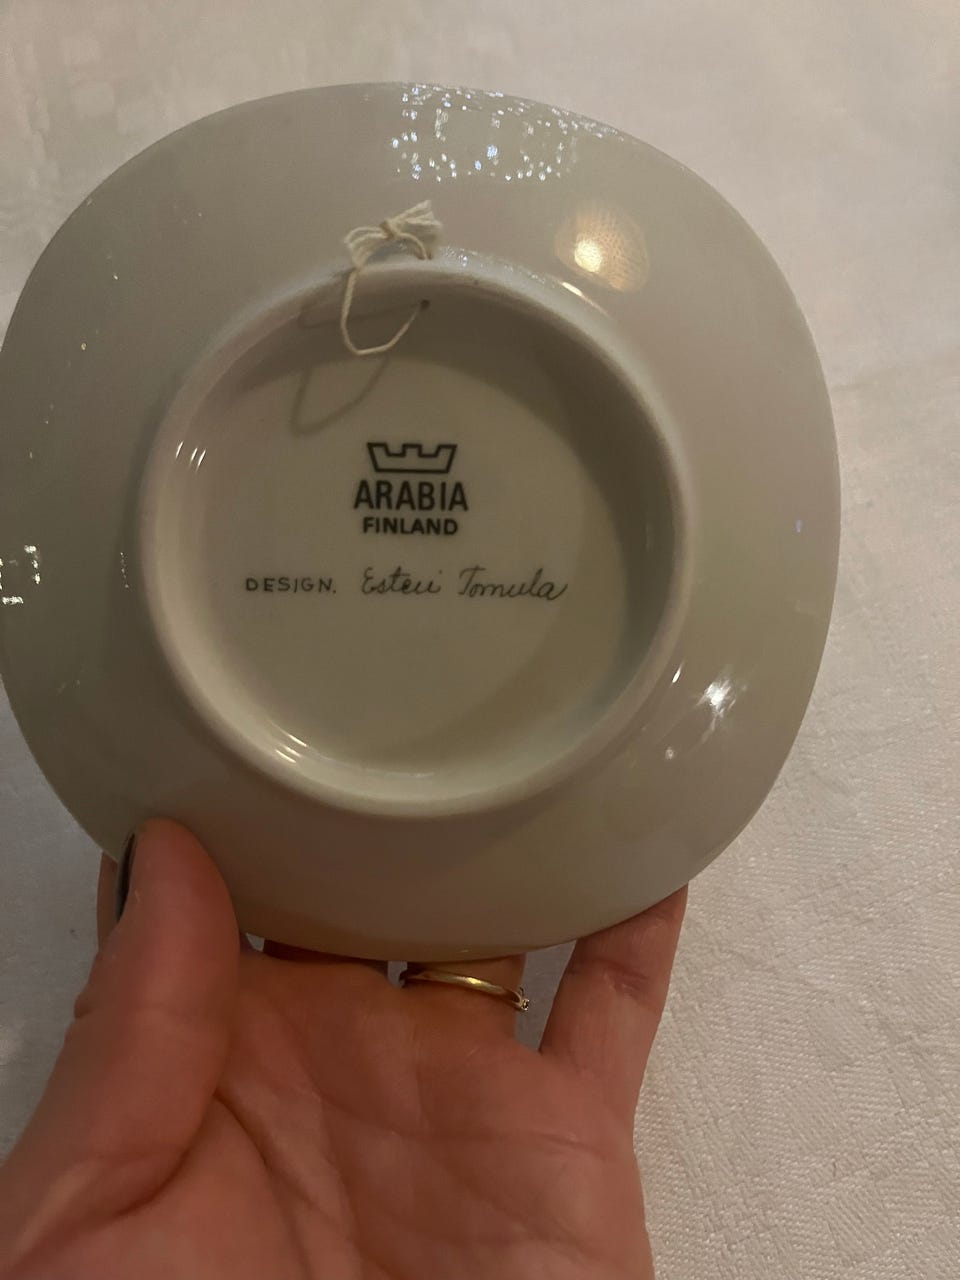 ARABIA
FINLAND
DESIGN. Esteri Tomula